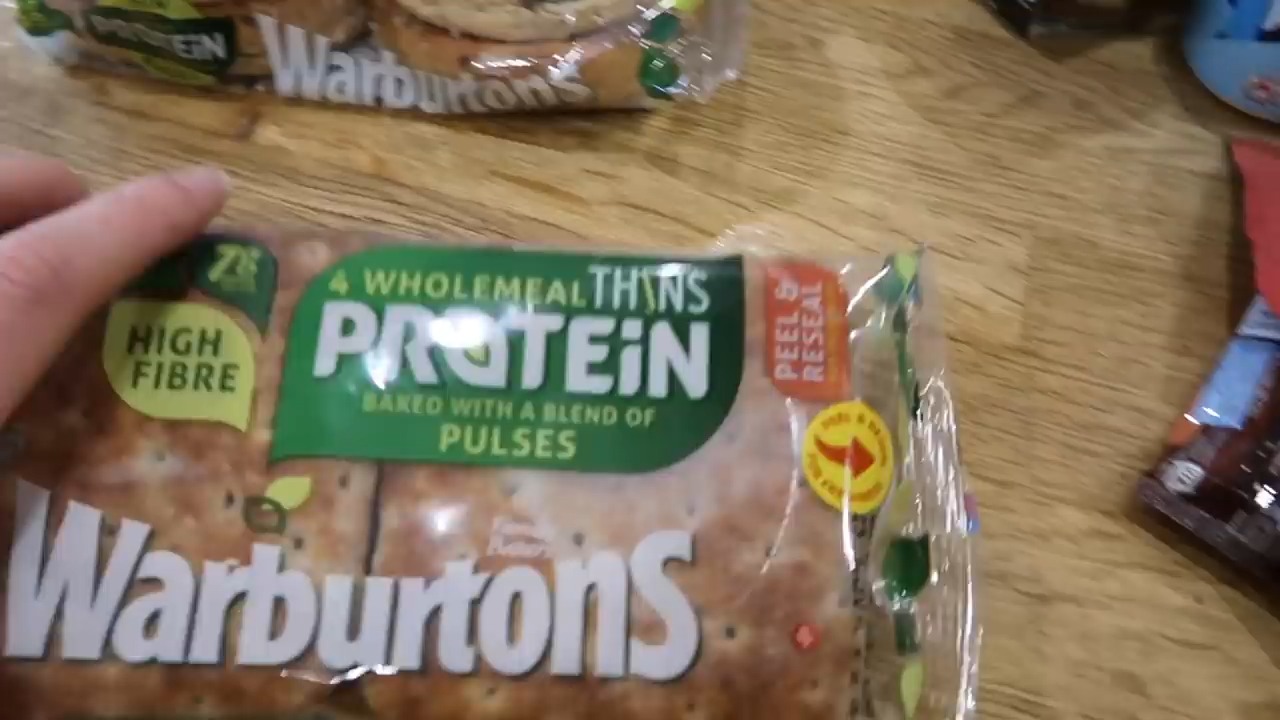 PROTEIN
Warburtons
HIGH
FIBRE
4 WHOLEMEAL THINS
PROTEIN
BAKED WITH A BLEND OF
PULSES
PEEL &
RESEAL
Warburtons